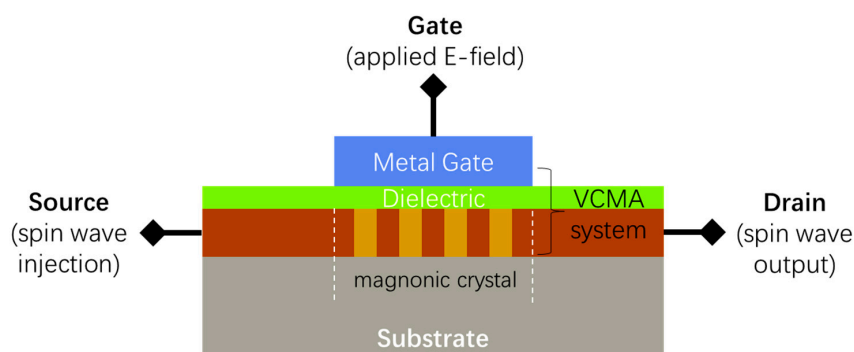 Gate
(applied E-field)
Metal Gate
Dielectric
VCMA
system
Source
(spin wave
injection)
Drain
(spin wave
output)
magnonic crystal
Substrate